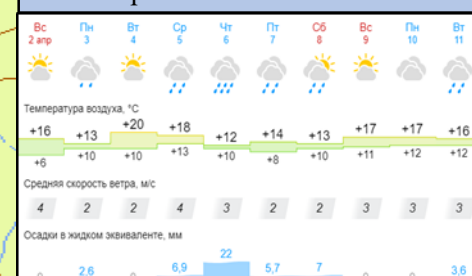 Вс Пн Вт Ср Чт Пт Сб Вс Пн Вт
2 апр 3 4 5 6 7 8 9 10 11
Температура воздуха, °C
+16 +13 +20 +18 +12 +14 +13 +17 +17 +16
+6 +10 +10 +13 +10 +8 +10 +11 +12 +12
Средняя скорость ветра, м/с
4 2 2 4 3 2 2 3 3 3
Осадки в жидком эквиваленте, мм
2,6 6,9 22 5,7 7 3,6